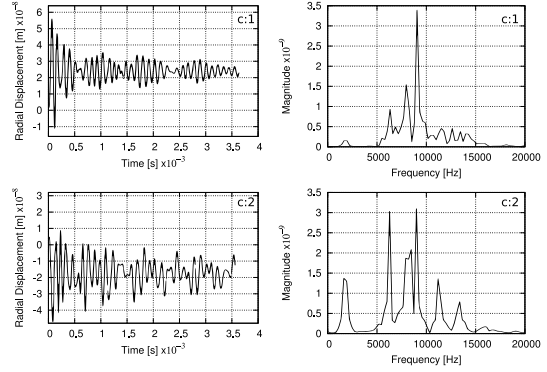 c:1
Radial Displacement [m] x10⁻⁸
6
5
4
3
2
1
0
-1
0 0.5 1 1.5 2 2.5 3 3.5 4
Time [s] x10⁻³
c:1
Magnitude x10⁻⁹
3.5
3
2.5
2
1.5
1
0.5
0
0 5000 10000 15000 20000
Frequency [Hz]
c:2
Radial Displacement [m] x10⁻⁸
4
2
0
-1
-2
-4
0 0.5 1 1.5 2 2.5 3 3.5 4
Time [s] x10⁻³
c:2
Magnitude x10⁻⁹
3.5
3
2.5
2
1.5
1
0.5
0
0 5000 10000 15000 20000
Frequency [Hz]